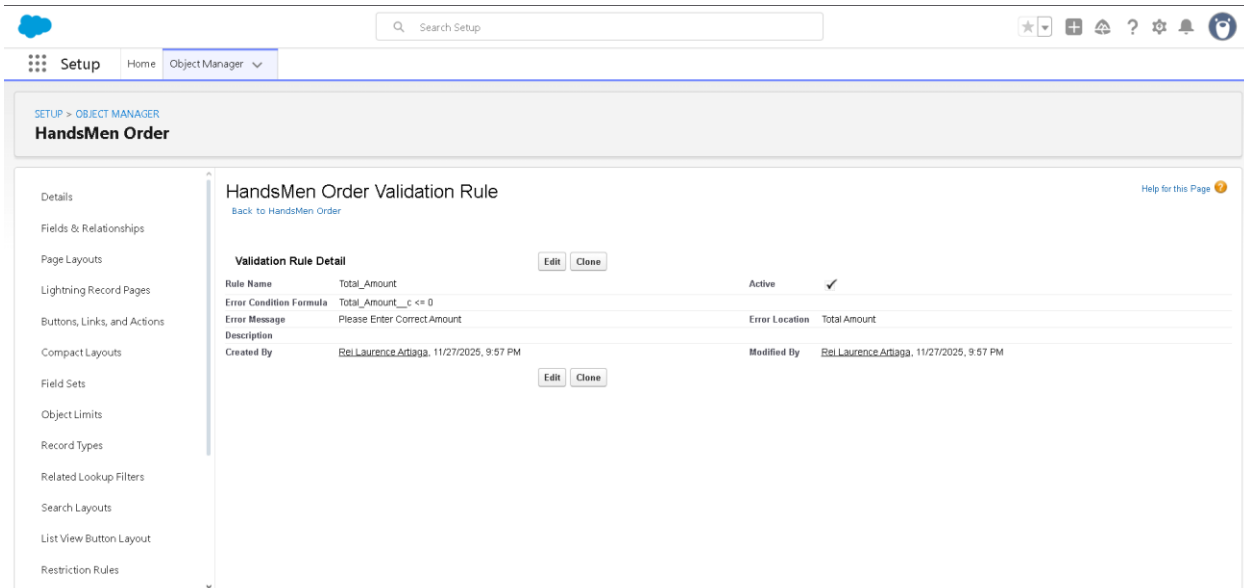 Search Setup
Setup Home Object Manager
SETUP > OBJECT MANAGER
HandsMen Order
Details
Fields & Relationships
Page Layouts
Lightning Record Pages
Buttons, Links, and Actions
Compact Layouts
Field Sets
Object Limits
Record Types
Related Lookup Filters
Search Layouts
List View Button Layout
Restriction Rules
HandsMen Order Validation Rule
Help for this Page ?
Back to HandsMen Order
Validation Rule Detail Edit Clone
Rule Name Total_Amount Active ✓
Error Condition Formula Total_Amount__c <= 0
Error Message Please Enter Correct Amount Error Location Total Amount
Description
Created By Rei Laurence Artiaga, 11/27/2025, 9:57 PM Modified By Rei Laurence Artiaga, 11/27/2025, 9:57 PM
Edit Clone